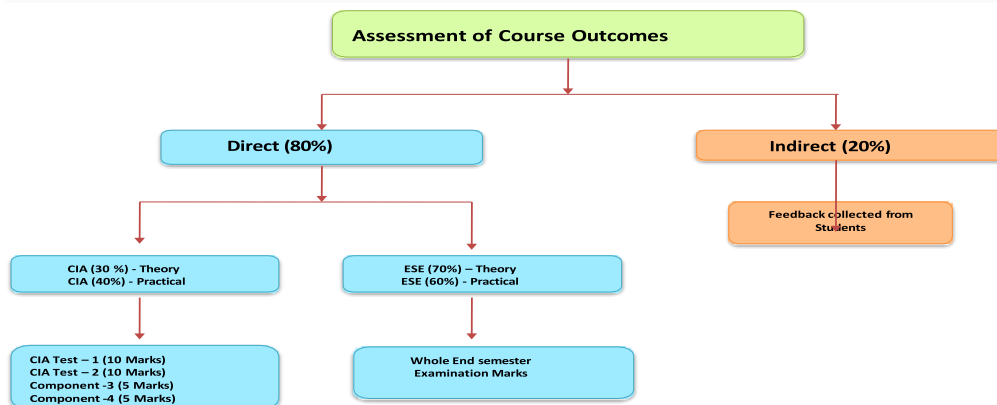 Assessment of Course Outcomes
Direct (80%)
Indirect (20%)
Feedback collected from
Students
CIA (30 %) - Theory
CIA (40%) - Practical
ESE (70%) – Theory
ESE (60%) - Practical
CIA Test – 1 (10 Marks)
CIA Test – 2 (10 Marks)
Component -3 (5 Marks)
Component -4 (5 Marks)
Whole End semester
Examination Marks